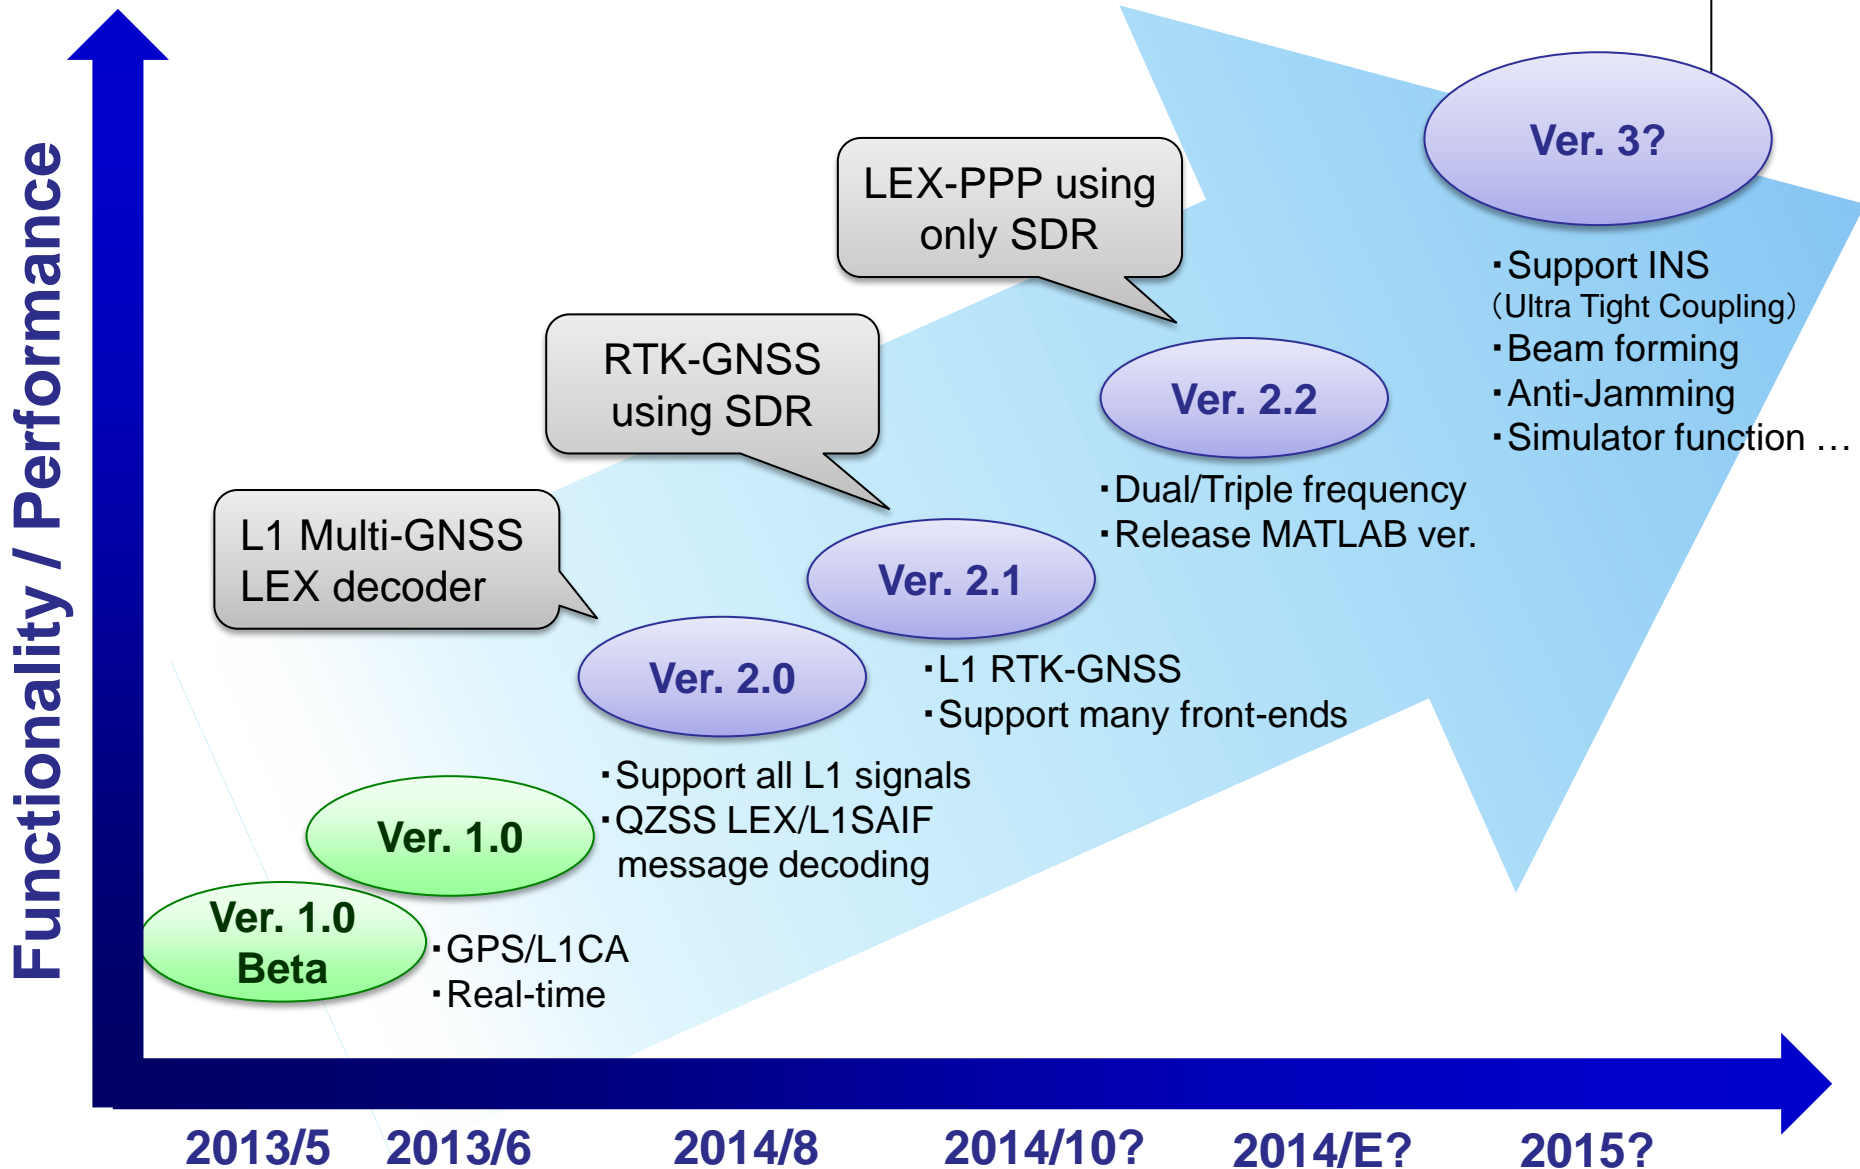 Functionality / Performance
Ver. 3?
LEX-PPP using
only SDR
・Support INS
（Ultra Tight Coupling）
・Beam forming
・Anti-Jamming
・Simulator function …
RTK-GNSS
using SDR
Ver. 2.2
・Dual/Triple frequency
・Release MATLAB ver.
L1 Multi-GNSS
LEX decoder
Ver. 2.1
・L1 RTK-GNSS
・Support many front-ends
Ver. 2.0
・Support all L1 signals
・QZSS LEX/L1SAIF
message decoding
Ver. 1.0
Ver. 1.0
Beta
・GPS/L1CA
・Real-time
2013/5 2013/6 2014/8 2014/10? 2014/E? 2015?